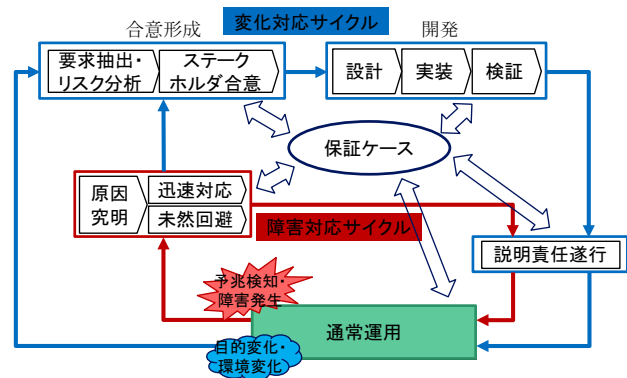 変化対応サイクル
合意形成
開発
要求抽出・
リスク分析
ステーク
ホルダ合意
設計
実装
検証
保証ケース
原因
究明
迅速対応
未然回避
障害対応サイクル
説明責任遂行
予兆検知・
障害発生
通常運用
目的変化・
環境変化